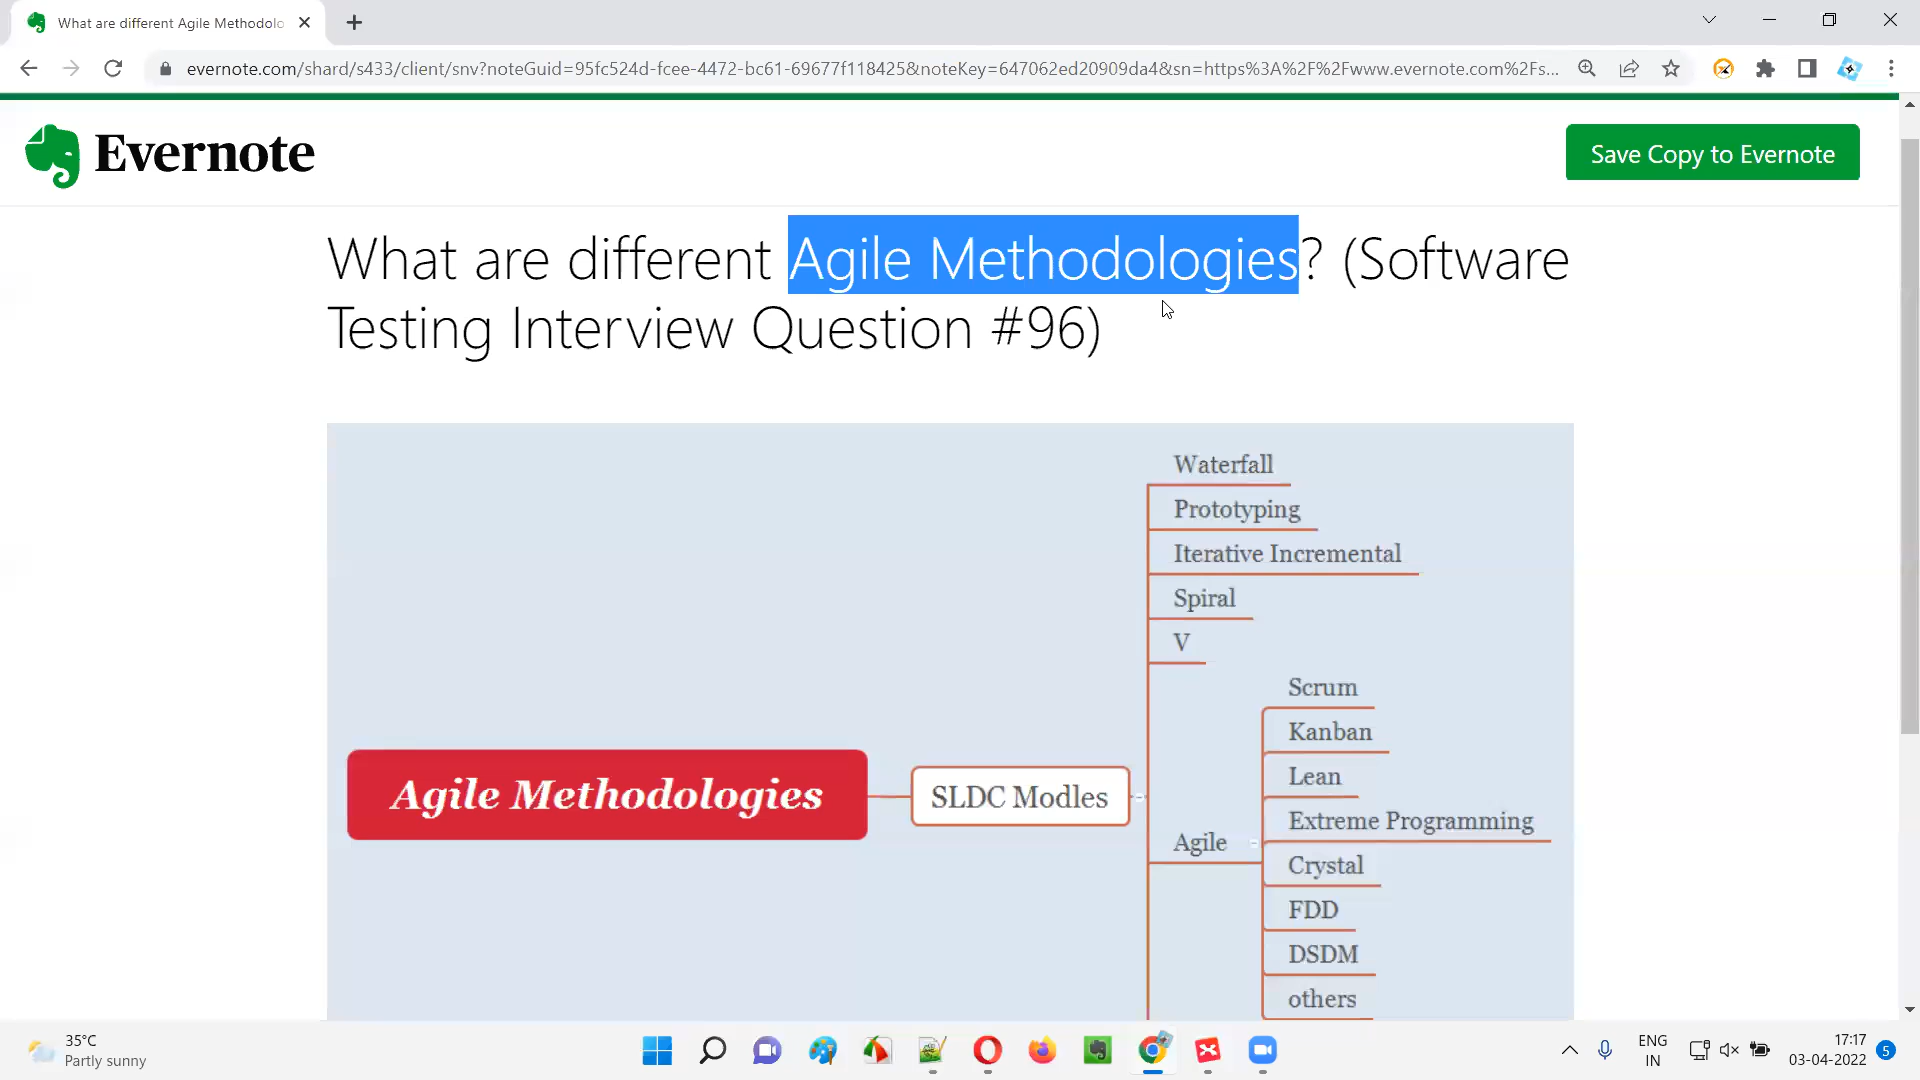 What are different Agile Methodolo
evernote.com/shard/s433/client/snv?noteGuid=95fc524d-fcee-4472-bc61-69677f118425&noteKey=647062ed20909da4&sn=https%3A%2F%2Fwww.evernote.com%2Fs...
Evernote
Save Copy to Evernote
What are different Agile Methodologies? (Software
Testing Interview Question #96)
Waterfall
Prototyping
Iterative Incremental
Spiral
V
Scrum
Kanban
Lean
Extreme Programming
Agile Methodologies
SLDC Modles
Agile
Crystal
FDD
DSDM
others
35°C
Partly sunny
ENG
IN
17:17
03-04-2022
5